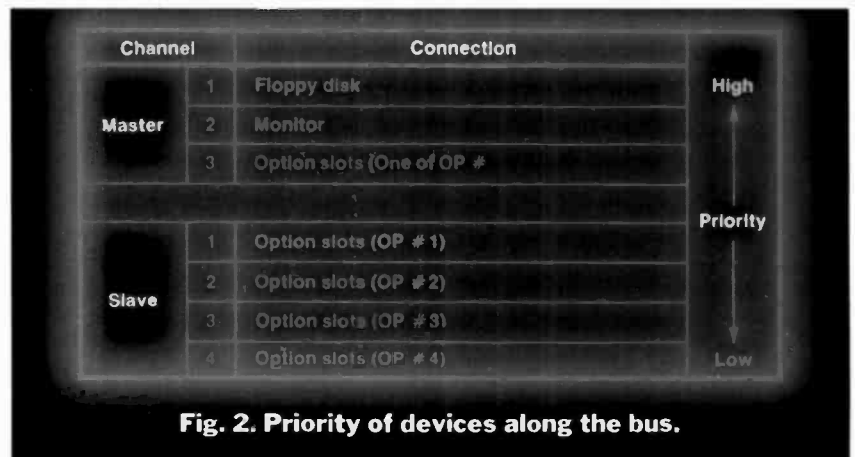 Channel Connection
Master
1 Floppy disk
2 Monitor
3 Option slots (One of OP #
Slave
1 Option slots (OP #1)
2 Option slots (OP #2)
3 Option slots (OP #3)
4 Option slots (OP #4)
High
Priority
Low
Fig. 2. Priority of devices along the bus.